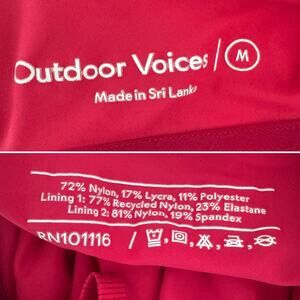 Outdoor Voices / M
Made in Sri Lanka
72% Nylon, 17% Lycra, 11% Polyester
Lining 1: 77% Recycled Nylon, 23% Elastane
Lining 2: 81% Nylon, 19% Spandex
RN101116 /